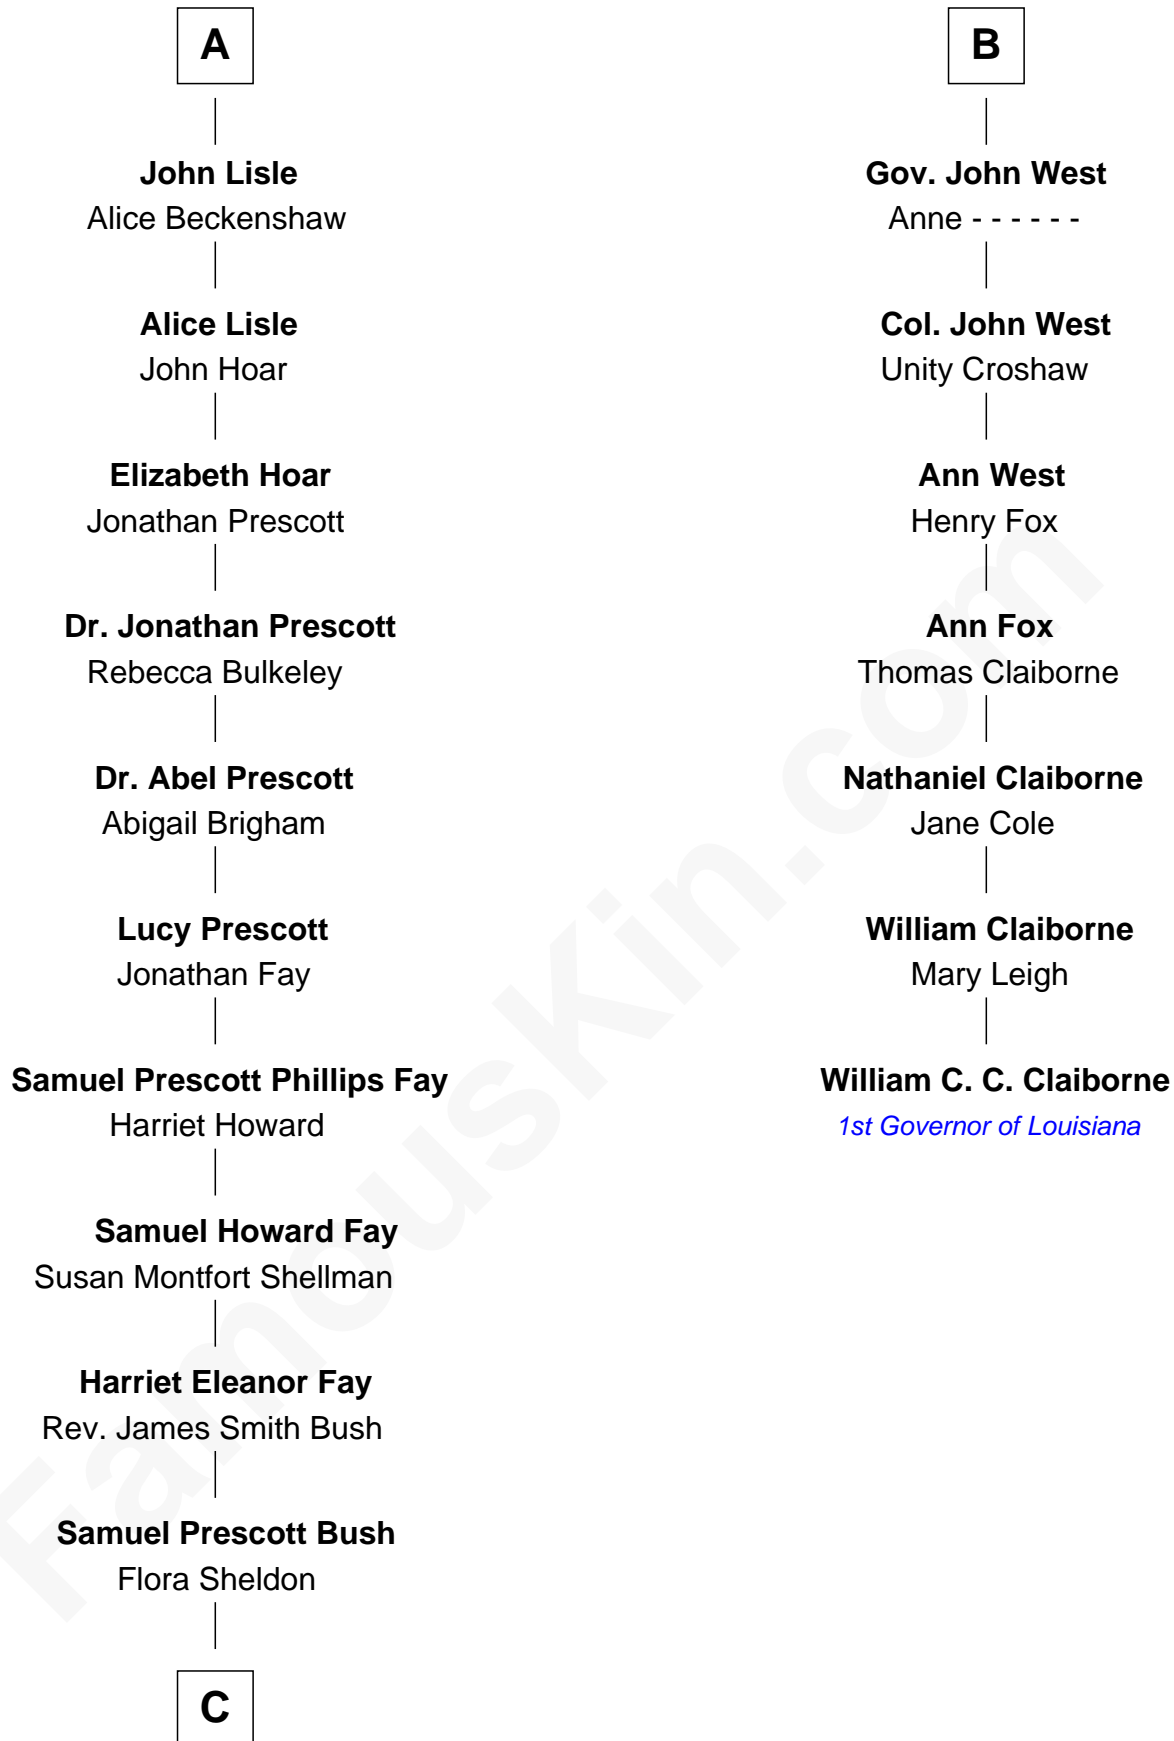 A
John Lisle
Alice Beckenshaw
Alice Lisle
John Hoar
Elizabeth Hoar
Jonathan Prescott
Dr. Jonathan Prescott
Rebecca Bulkeley
Dr. Abel Prescott
Abigail Brigham
Lucy Prescott
Jonathan Fay
Samuel Prescott Phillips Fay
Harriet Howard
Samuel Howard Fay
Susan Montfort Shellman
Harriet Eleanor Fay
Rev. James Smith Bush
Samuel Prescott Bush
Flora Sheldon
C
B
Gov. John West
Anne - - - - - -
Col. John West
Unity Croshaw
Ann West
Henry Fox
Ann Fox
Thomas Claiborne
Nathaniel Claiborne
Jane Cole
William Claiborne
Mary Leigh
William C. C. Claiborne
1st Governor of Louisiana
FamousKin.com